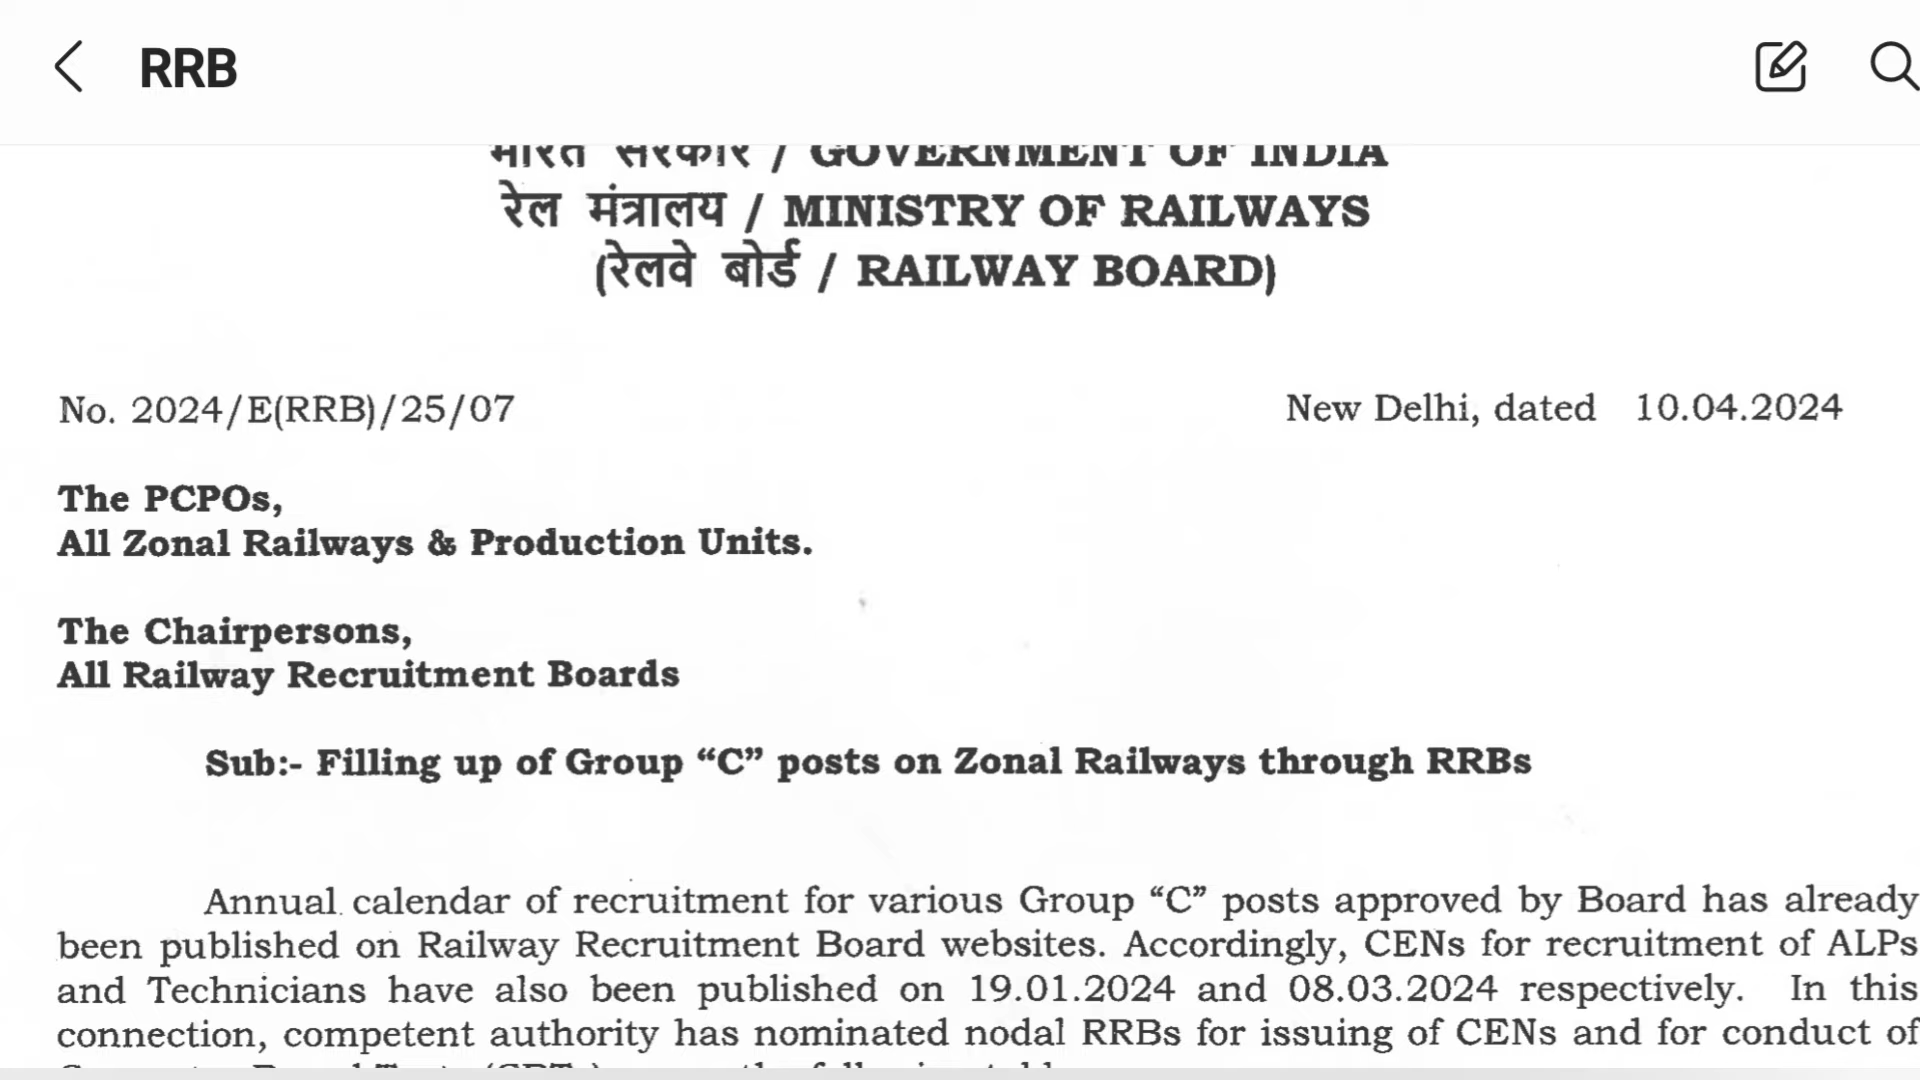 RRB
भारत सरकार / GOVERNMENT OF INDIA
रेल मंत्रालय / MINISTRY OF RAILWAYS
(रेलवे बोर्ड / RAILWAY BOARD)
No. 2024/E(RRB)/25/07 New Delhi, dated 10.04.2024
The PCPOs,
All Zonal Railways & Production Units.
The Chairpersons,
All Railway Recruitment Boards
Sub:- Filling up of Group “C” posts on Zonal Railways through RRBs
Annual calendar of recruitment for various Group “C” posts approved by Board has already
been published on Railway Recruitment Board websites. Accordingly, CENs for recruitment of ALPs
and Technicians have also been published on 19.01.2024 and 08.03.2024 respectively. In this
connection, competent authority has nominated nodal RRBs for issuing of CENs and for conduct of